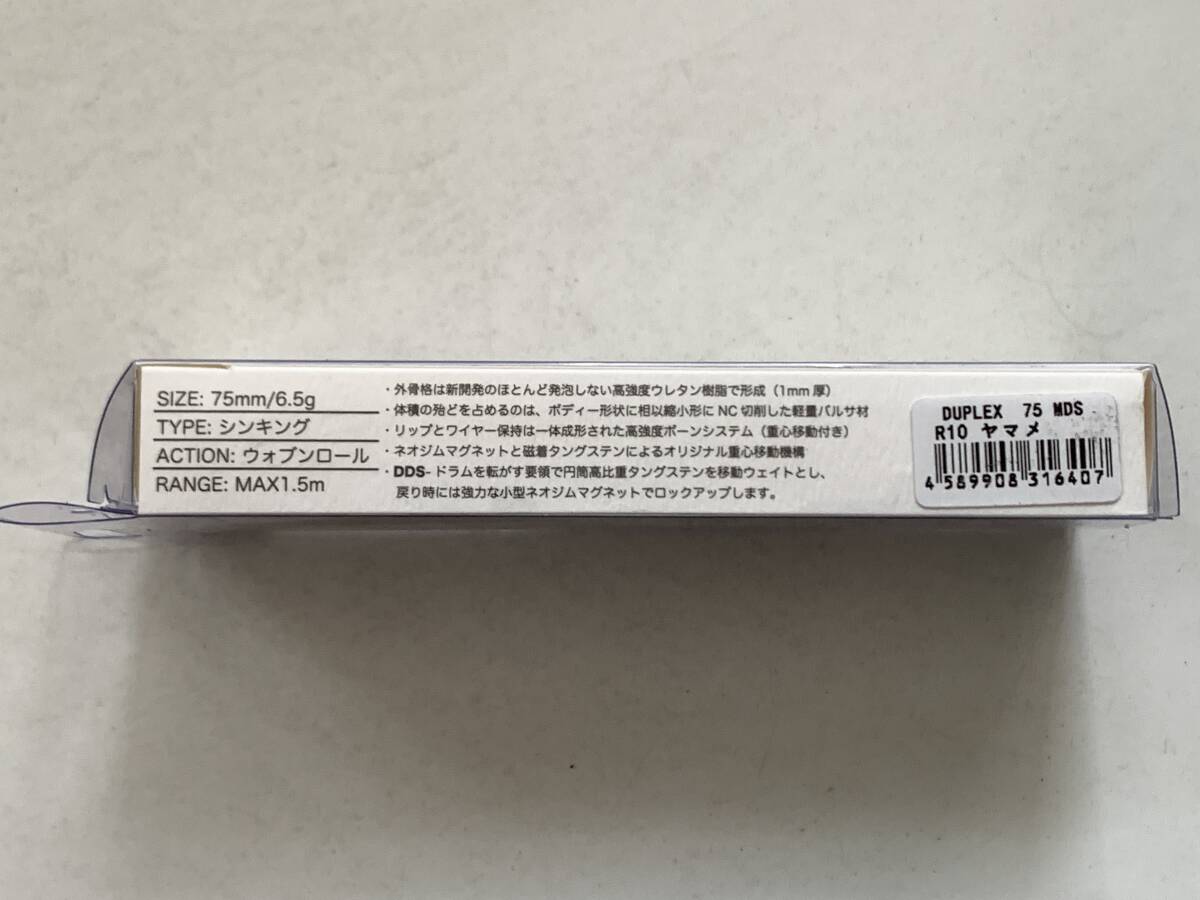 SIZE: 75mm/6.5g
TYPE: シンキング
ACTION: ウォブンロール
RANGE: MAX1.5m
・外骨格は新開発のほとんど発泡しない高強度ウレタン樹脂で形成（1mm厚）
・体積の殆どを占めるのは、ボディー形状に相以縮小形にNC切削した軽量バルサ材
・リップとワイヤー保持は一体成形された高強度ボーンシステム（重心移動付き）
・ネオジムマグネットと磁着タングステンによるオリジナル重心移動機構
・DDS-ドラムを転がす要領で円筒高比重タングステンを移動ウェイトとし、
戻り時には強力な小型ネオジムマグネットでロックアップします。
DUPLEX 75 MDS
R10 ヤマメ
4 589908 316407